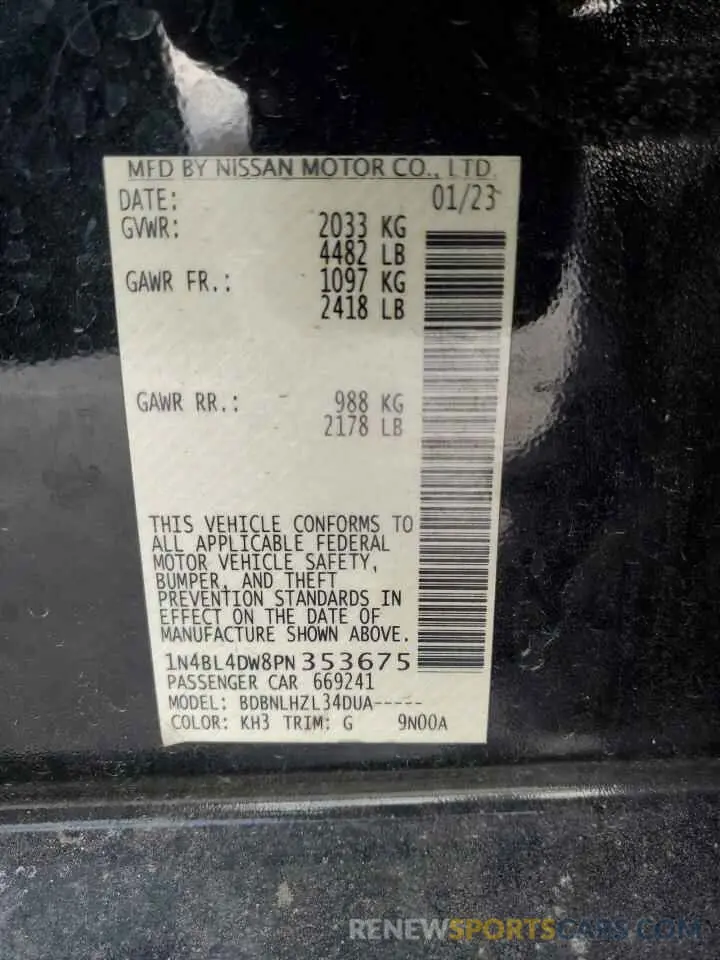 MFD BY NISSAN MOTOR CO., LTD.
DATE: 01/23
GVWR: 2033 KG
4482 LB
GAWR FR.: 1097 KG
2418 LB
GAWR RR.: 988 KG
2178 LB
THIS VEHICLE CONFORMS TO
ALL APPLICABLE FEDERAL
MOTOR VEHICLE SAFETY,
BUMPER, AND THEFT
PREVENTION STANDARDS IN
EFFECT ON THE DATE OF
MANUFACTURE SHOWN ABOVE.
1N4BL4DW8PN353675
PASSENGER CAR 669241
MODEL: BDBNLHZL34DUA-----
COLOR: KH3 TRIM: G 9N00A
RENEWSPORTSCARS.COM